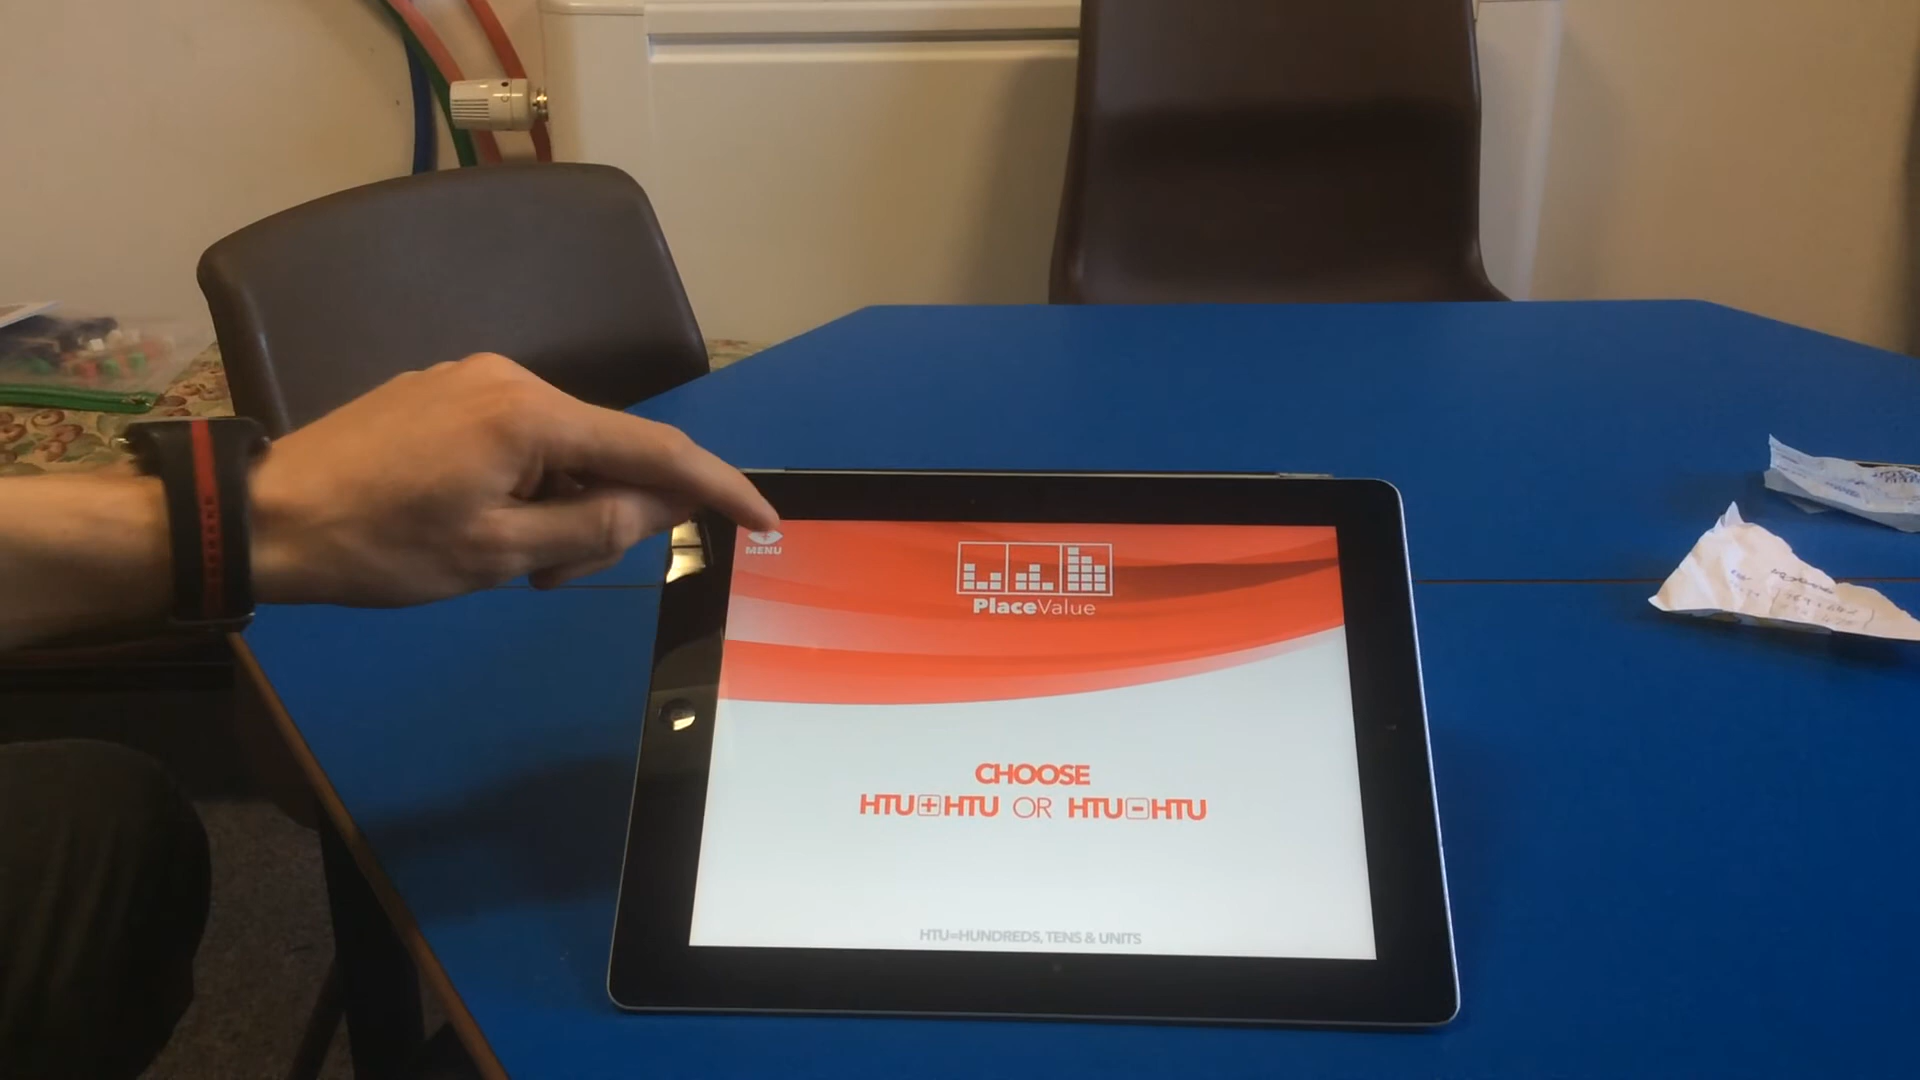 MENU
PlaceValue
CHOOSE
HTU+HTU OR HTU-HTU
HTU=HUNDREDS, TENS & UNITS